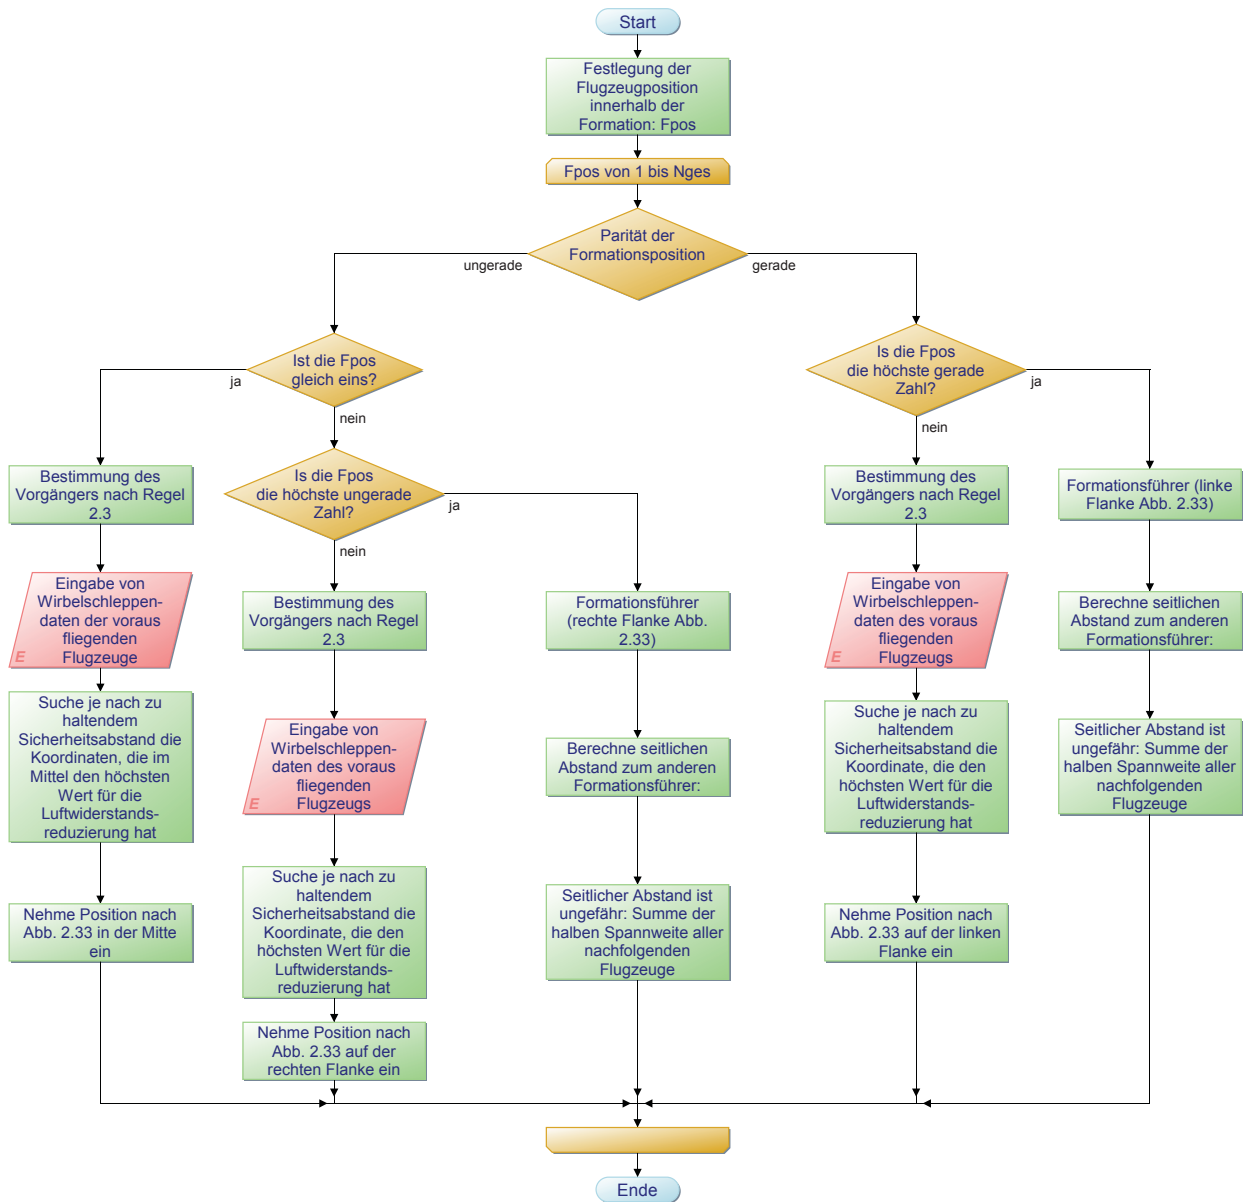 Start
Festlegung der
Flugzeugposition
innerhalb der
Formation: Fpos
Fpos von 1 bis Nges
Parität der
Formationsposition
ungerade
gerade
Ist die Fpos
gleich eins?
ja
nein
Is die Fpos
die höchste gerade
Zahl?
ja
nein
Bestimmung des
Vorgängers nach Regel
2.3
Is die Fpos
die höchste ungerade
Zahl?
ja
nein
Bestimmung des
Vorgängers nach Regel
2.3
Formationsführer (linke
Flanke Abb. 2.33)
Eingabe von
Wirbelschleppen-
daten der voraus
fliegenden
Flugzeuge
E
Bestimmung des
Vorgängers nach Regel
2.3
Formationsführer
(rechte Flanke Abb.
2.33)
Eingabe von
Wirbelschleppen-
daten des voraus
fliegenden
Flugzeugs
E
Berechne seitlichen
Abstand zum anderen
Formationsführer:
Suche je nach zu
haltendem
Sicherheitsabstand die
Koordinaten, die im
Mittel den höchsten
Wert für die
Luftwiderstands-
reduzierung hat
Eingabe von
Wirbelschleppen-
daten des voraus
fliegenden
Flugzeugs
E
Berechne seitlichen
Abstand zum anderen
Formationsführer:
Suche je nach zu
haltendem
Sicherheitsabstand die
Koordinate, die den
höchsten Wert für die
Luftwiderstands-
reduzierung hat
Seitlicher Abstand ist
ungefähr: Summe der
halben Spannweite aller
nachfolgenden
Flugzeuge
Nehme Position nach
Abb. 2.33 in der Mitte
ein
Suche je nach zu
haltendem
Sicherheitsabstand die
Koordinate, die den
höchsten Wert für die
Luftwiderstands-
reduzierung hat
Seitlicher Abstand ist
ungefähr: Summe der
halben Spannweite aller
nachfolgenden
Flugzeuge
Nehme Position nach
Abb. 2.33 auf der linken
Flanke ein
Nehme Position nach
Abb. 2.33 auf der
rechten Flanke ein
Ende